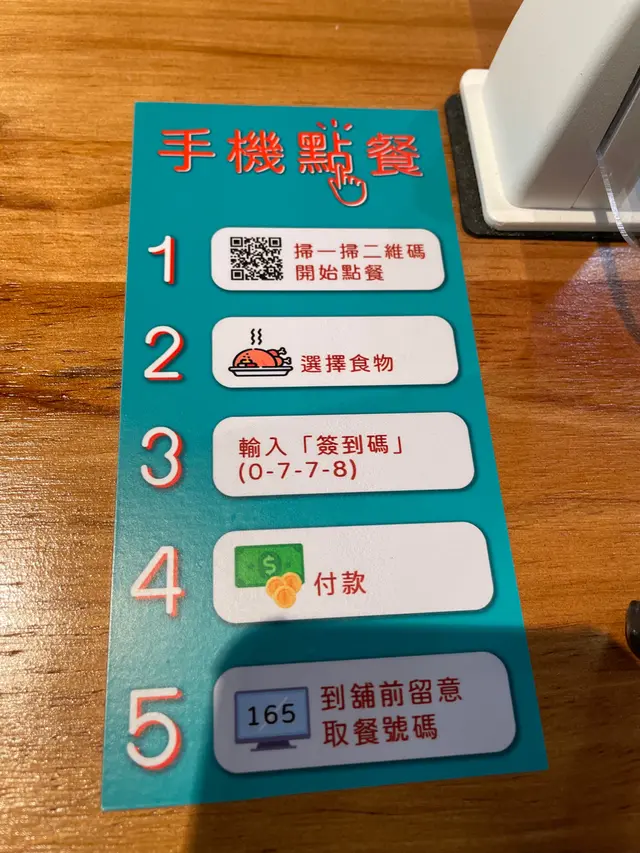 手機點餐
1
掃一掃二維碼
開始點餐
2
選擇食物
3
輸入「簽到碼」
(0-7-7-8)
4
$
付款
5
165
到舖前留意
取餐號碼